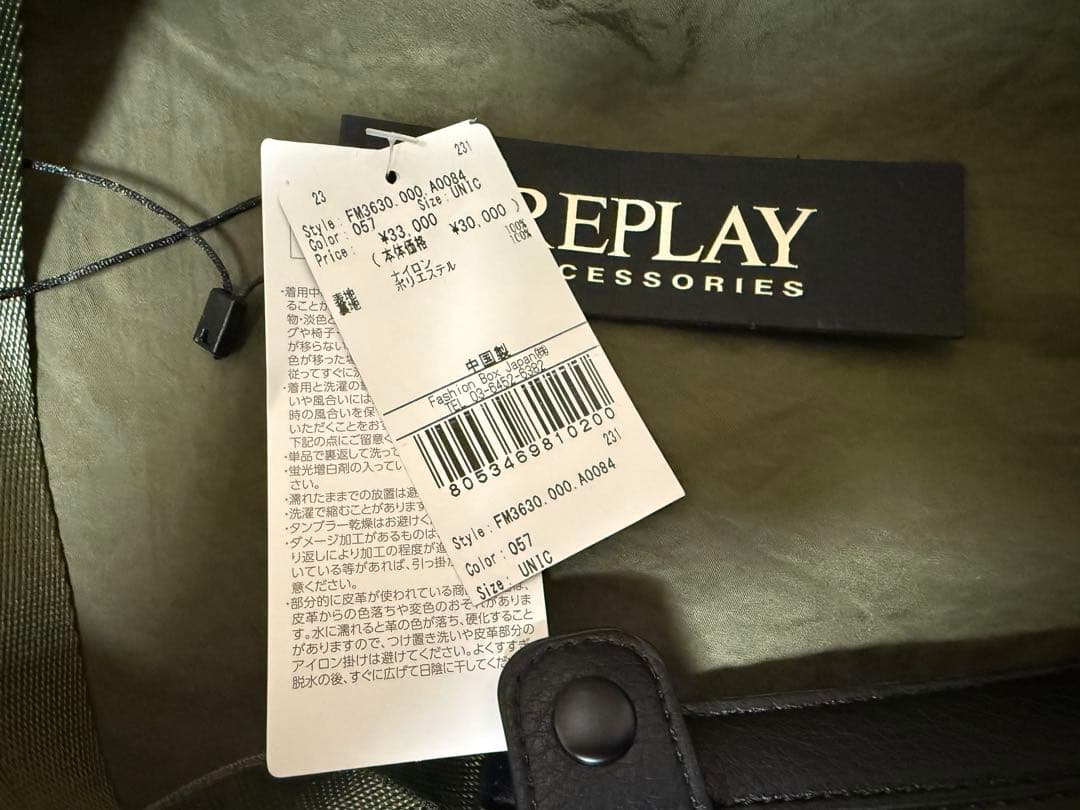 REPLAY
CCESSORIES
23
231
Style: FM3630.000.A0084
Color: 057 Size: UNIC
Price: ¥33,000
(本体価格 ¥30,000 )
表地 ナイロン 100%
裏地 ポリエステル 100%
中国製
Fashion Box Japan㈱
TEL 03-6452-6382
8053469810200
231
Style: FM3630.000.A0084
Color: 057
Size: UNIC
・着用中
ることが
物・淡色と
グや椅子・
が移らない
色が移った場
従ってすぐに
・着用と洗濯の
いや風合いには
時の風合いを保
いただくことをお
下記の点にご留意く
・単品で裏返して洗って
・蛍光増白剤の入ってい
さい。
・濡れたままでの放置は避
・洗濯で縮むことがあります
・タンブラー乾燥はお避けく
・ダメージ加工があるものは、
り返しにより加工の程度が進
いている等があれば、引っ掛か
意ください。
・部分的に皮革が使われている商
皮革からの色落ちや変色のおそれがありま
す。水に濡れると革の色が落ち、硬化すること
がありますので、つけ置き洗いや皮革部分の
アイロン掛けは避けてください。よくすすぎ
脱水の後、すぐに広げて日陰に干してくだ